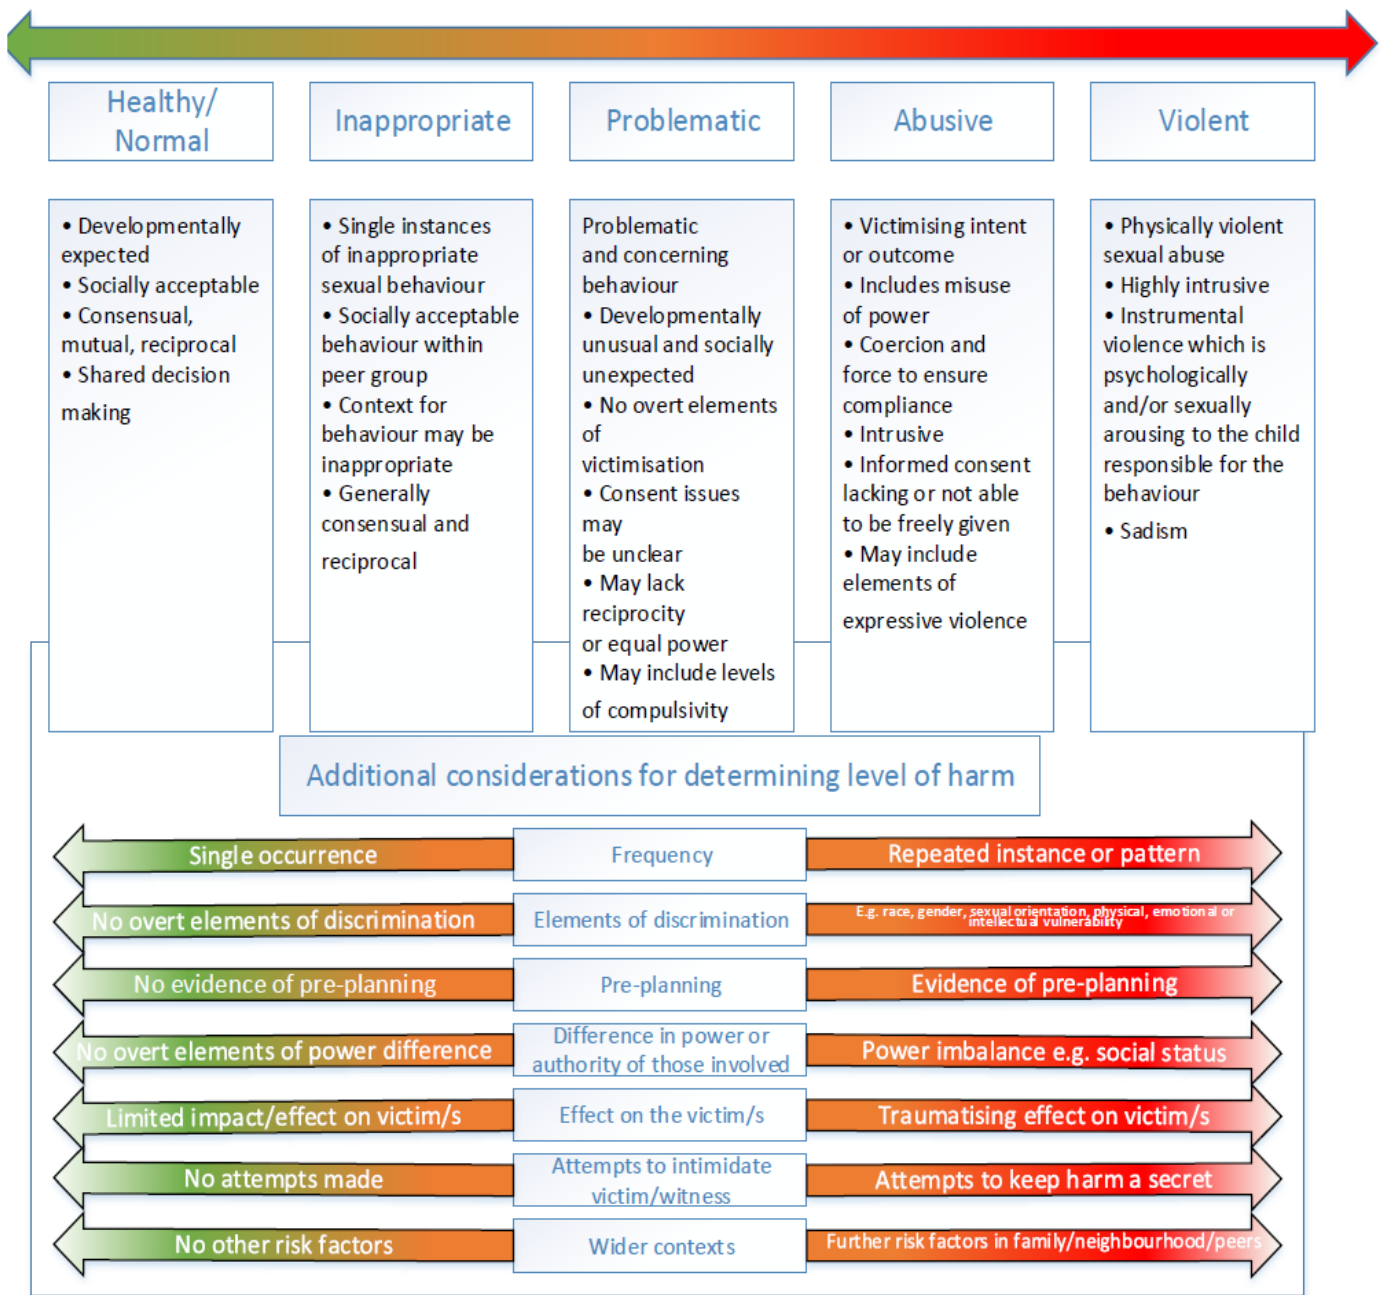 Healthy/
Normal
Inappropriate
Problematic
Abusive
Violent
• Developmentally
expected
• Socially acceptable
• Consensual,
mutual, reciprocal
• Shared decision
making
• Single instances
of inappropriate
sexual behaviour
• Socially acceptable
behaviour within
peer group
• Context for
behaviour may be
inappropriate
• Generally
consensual and
reciprocal
Problematic
and concerning
behaviour
• Developmentally
unusual and socially
unexpected
• No overt elements
of
victimisation
• Consent issues
may
be unclear
• May lack
reciprocity
or equal power
• May include levels
of compulsivity
• Victimising intent
or outcome
• Includes misuse
of power
• Coercion and
force to ensure
compliance
• Intrusive
• Informed consent
lacking or not able
to be freely given
• May include
elements of
expressive violence
• Physically violent
sexual abuse
• Highly intrusive
• Instrumental
violence which is
psychologically
and/or sexually
arousing to the child
responsible for the
behaviour
• Sadism
Additional considerations for determining level of harm
Single occurrence
Frequency
Repeated instance or pattern
No overt elements of discrimination
Elements of discrimination
E.g. race, gender, sexual orientation, physical, emotional or
intellectual vulnerability
No evidence of pre-planning
Pre-planning
Evidence of pre-planning
No overt elements of power difference
Difference in power or
authority of those involved
Power imbalance e.g. social status
Limited impact/effect on victim/s
Effect on the victim/s
Traumatising effect on victim/s
No attempts made
Attempts to intimidate
victim/witness
Attempts to keep harm a secret
No other risk factors
Wider contexts
Further risk factors in family/neighbourhood/peers